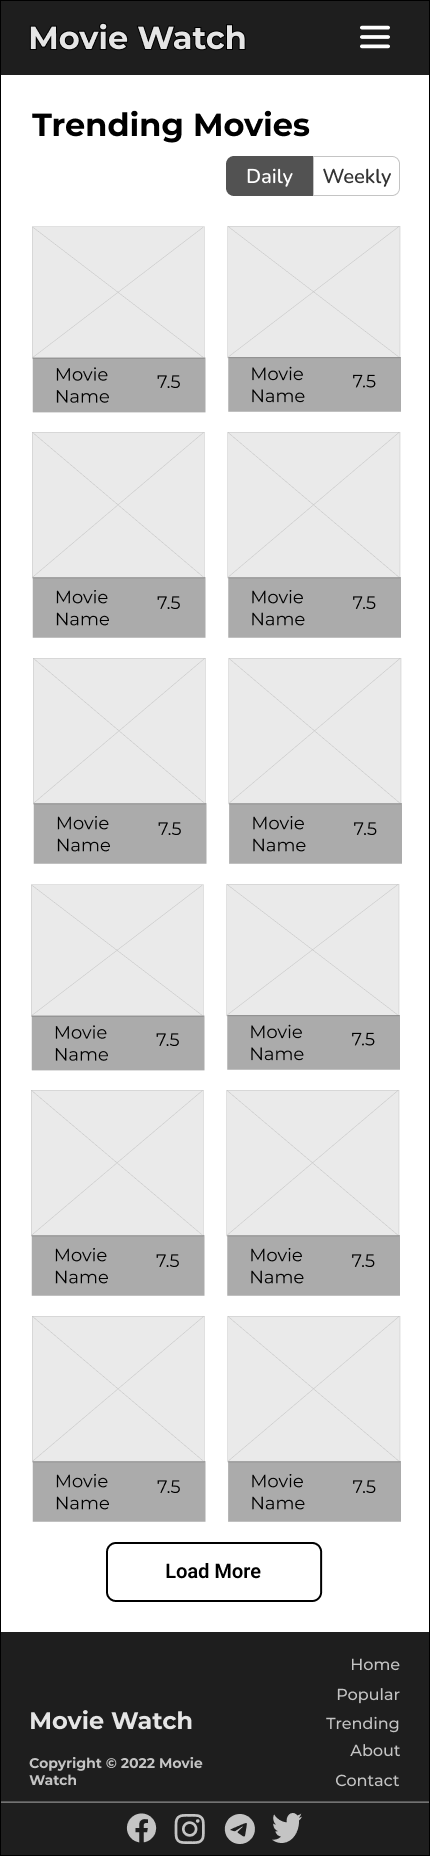 Movie Watch
Trending Movies
Daily Weekly
Movie Name 7.5 Movie Name 7.5
Movie Name 7.5 Movie Name 7.5
Movie Name 7.5 Movie Name 7.5
Movie Name 7.5 Movie Name 7.5
Movie Name 7.5 Movie Name 7.5
Movie Name 7.5 Movie Name 7.5
Load More
Home
Popular
Trending
About
Contact
Movie Watch
Copyright © 2022 Movie
Watch